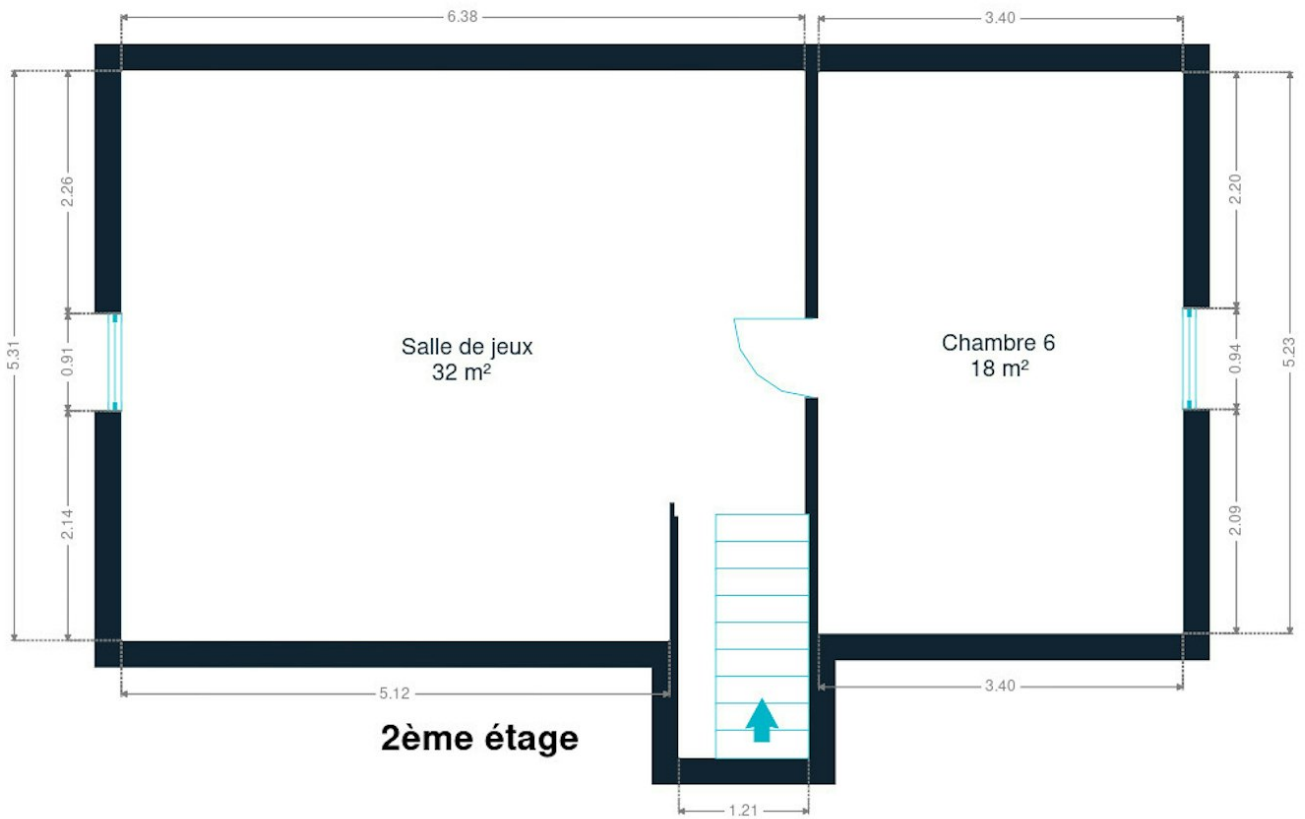 6.38
3.40
2.26
2.20
5.31
0.91
Salle de jeux
32 m²
Chambre 6
18 m²
0.94
5.23
2.14
2.09
5.12
3.40
2ème étage
1.21